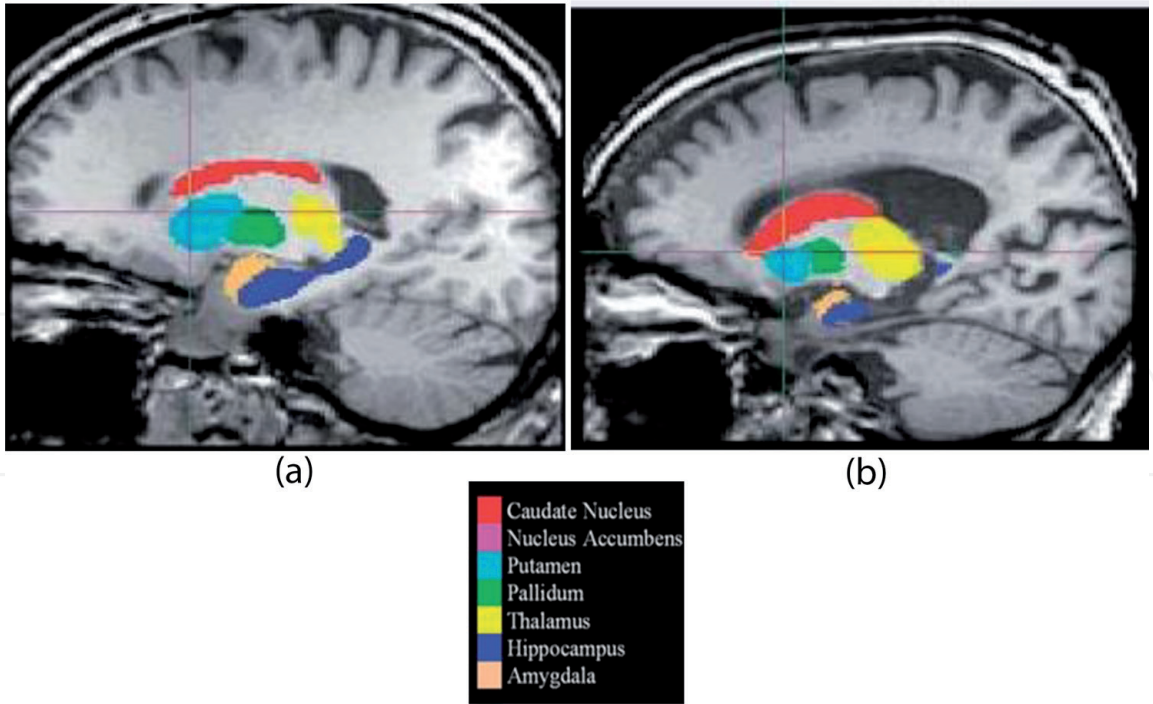 (a)
(b)
Caudate Nucleus
Nucleus Accumbens
Putamen
Pallidum
Thalamus
Hippocampus
Amygdala